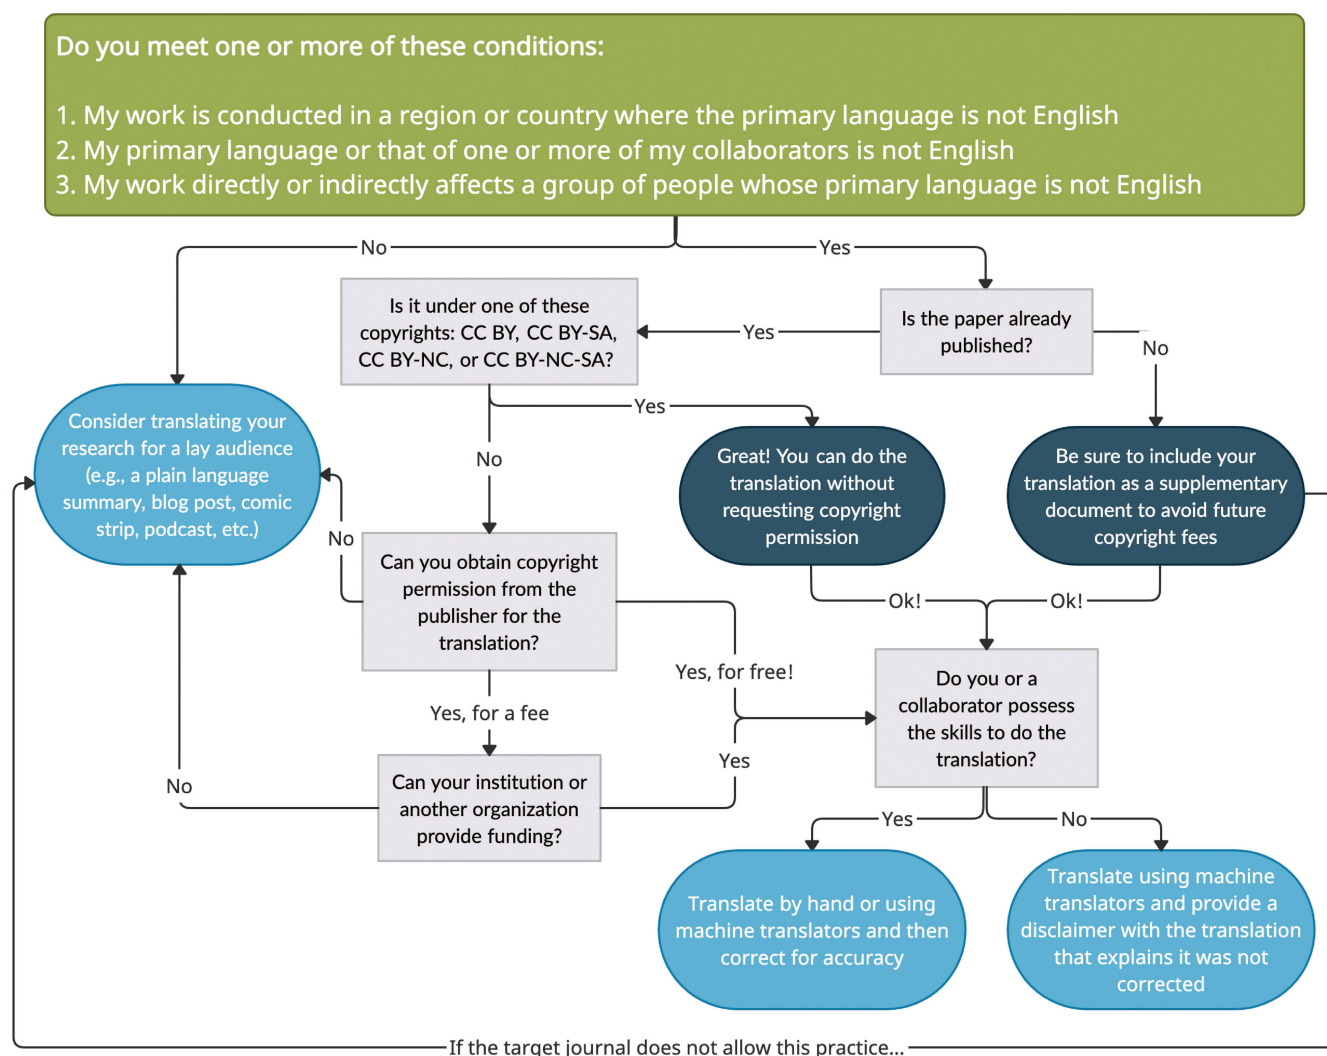 Do you meet one or more of these conditions:
1. My work is conducted in a region or country where the primary language is not English
2. My primary language or that of one or more of my collaborators is not English
3. My work directly or indirectly affects a group of people whose primary language is not English
No
Yes
Is the paper already
published?
Yes
No
Is it under one of these
copyrights: CC BY, CC BY-SA,
CC BY-NC, or CC BY-NC-SA?
Yes
No
Consider translating your
research for a lay audience
(e.g., a plain language
summary, blog post, comic
strip, podcast, etc.)
Great! You can do the
translation without
requesting copyright
permission
Be sure to include your
translation as a supplementary
document to avoid future
copyright fees
No
Can you obtain copyright
permission from the
publisher for the
translation?
Ok!
Ok!
Yes, for free!
Yes, for a fee
Do you or a
collaborator possess
the skills to do the
translation?
No
Can your institution or
another organization
provide funding?
Yes
Yes
No
Translate by hand or using
machine translators and then
correct for accuracy
Translate using machine
translators and provide a
disclaimer with the translation
that explains it was not
corrected
If the target journal does not allow this practice...